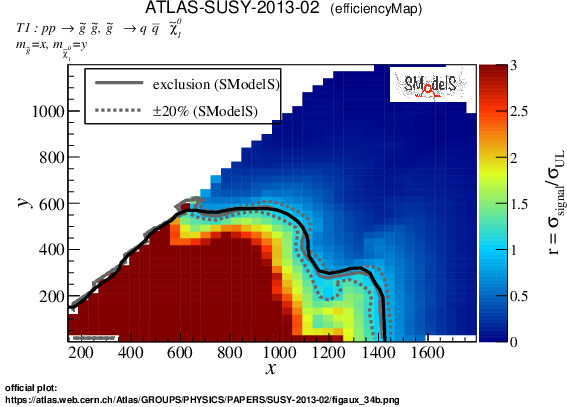 ATLAS-SUSY-2013-02 (efficiencyMap)
T1 : pp → g̃ g̃, g̃ → q q̄ χ̃₁⁰
m_g̃=x, m_χ̃₁⁰=y
exclusion (SModelS)
±20% (SModelS)
SModelS
1000
800
600
400
200
y
200 400 600 800 1000 1200 1400 1600
x
3
2.5
2
1.5
1
0.5
0
r = σ_signal/σ_UL
official plot:
https://atlas.web.cern.ch/Atlas/GROUPS/PHYSICS/PAPERS/SUSY-2013-02/figaux_34b.png